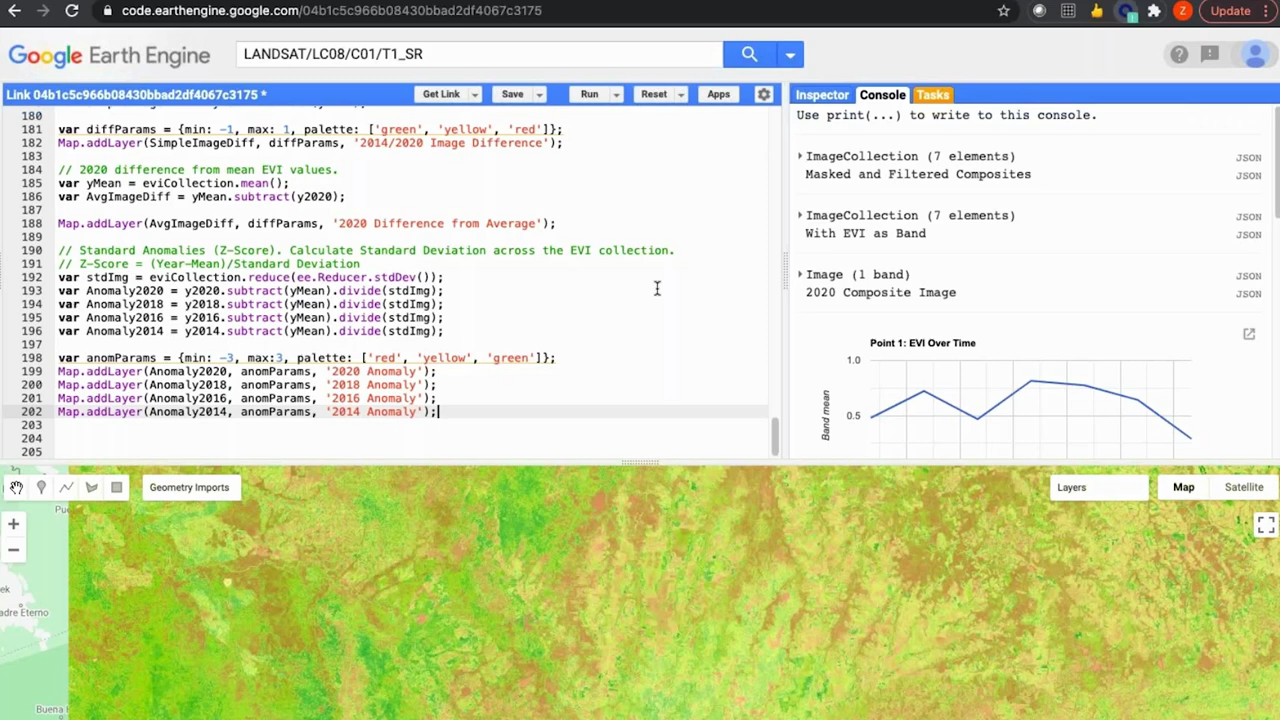 code.earthengine.google.com/04b1c5c966b08430bbad2df4067c3175
Z
Update
Google Earth Engine
LANDSAT/LC08/C01/T1_SR
Link 04b1c5c966b08430bbad2df4067c3175 *
Get Link
Save
Run
Reset
Apps
Inspector
Console
Tasks
180
181 var diffParams = {min: -1, max: 1, palette: ['green', 'yellow', 'red']};
182 Map.addLayer(SimpleImageDiff, diffParams, '2014/2020 Image Difference');
183
184 // 2020 difference from mean EVI values.
185 var yMean = eviCollection.mean();
186 var AvgImageDiff = yMean.subtract(y2020);
187
188 Map.addLayer(AvgImageDiff, diffParams, '2020 Difference from Average');
189
190 // Standard Anomalies (Z-Score). Calculate Standard Deviation across the EVI collection.
191 // Z-Score = (Year-Mean)/Standard Deviation
192 var stdImg = eviCollection.reduce(ee.Reducer.stdDev());
193 var Anomaly2020 = y2020.subtract(yMean).divide(stdImg);
194 var Anomaly2018 = y2018.subtract(yMean).divide(stdImg);
195 var Anomaly2016 = y2016.subtract(yMean).divide(stdImg);
196 var Anomaly2014 = y2014.subtract(yMean).divide(stdImg);
197
198 var anomParams = {min: -3, max:3, palette: ['red', 'yellow', 'green']};
199 Map.addLayer(Anomaly2020, anomParams, '2020 Anomaly');
200 Map.addLayer(Anomaly2018, anomParams, '2018 Anomaly');
201 Map.addLayer(Anomaly2016, anomParams, '2016 Anomaly');
202 Map.addLayer(Anomaly2014, anomParams, '2014 Anomaly');
203
204
205
Use print(...) to write to this console.
ImageCollection (7 elements) JSON
Masked and Filtered Composites JSON
ImageCollection (7 elements) JSON
With EVI as Band JSON
Image (1 band) JSON
2020 Composite Image JSON
Point 1: EVI Over Time
1.0
0.5
Band mean
Geometry Imports
Layers
Map
Satellite